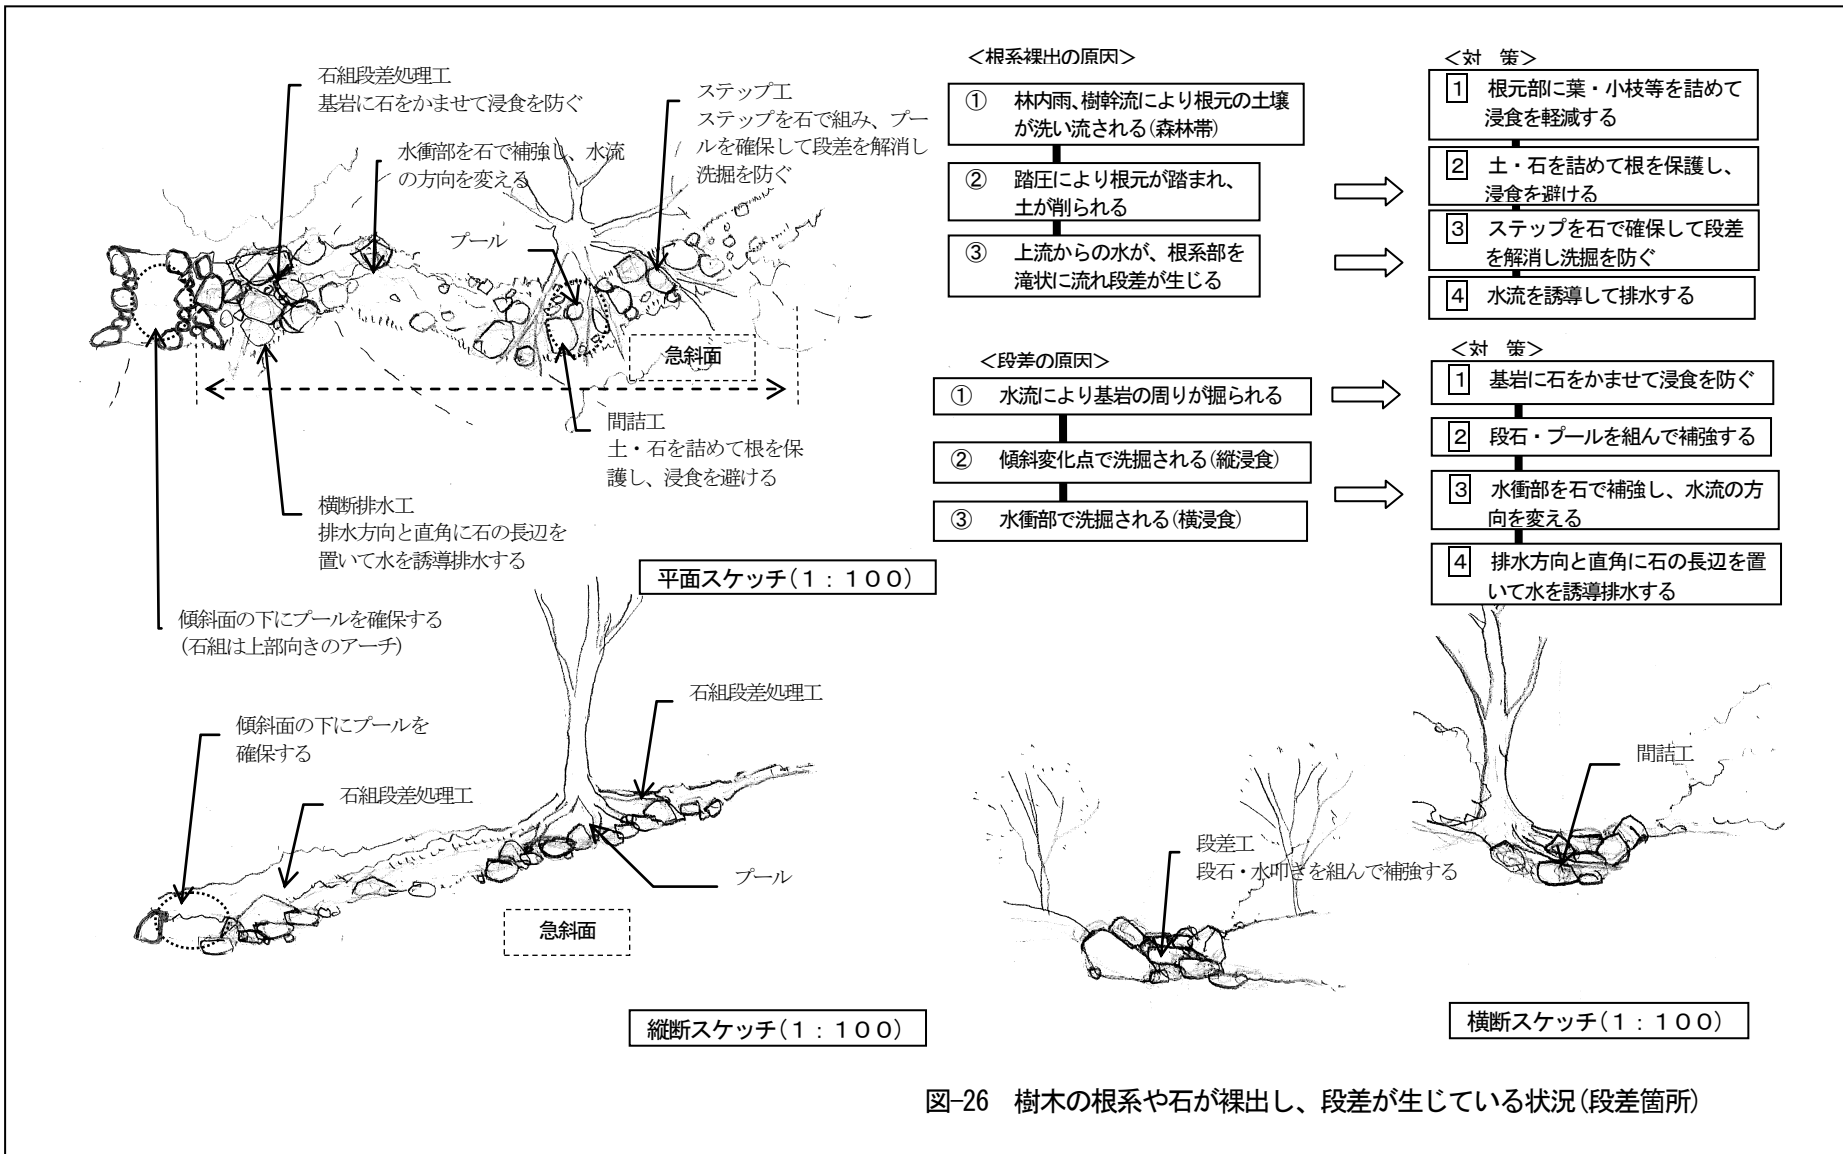 石組段差処理工
基岩に石をかませて浸食を防ぐ
水衝部を石で補強し、水流
の方向を変える
ステップ工
ステップを石で組み、プー
ルを確保して段差を解消し
洗掘を防ぐ
プール
急斜面
間詰工
土・石を詰めて根を保
護し、浸食を避ける
横断排水工
排水方向と直角に石の長辺を
置いて水を誘導排水する
傾斜面の下にプールを確保する
(石組は上部向きのアーチ)
平面スケッチ(1：100)
<根系裸出の原因>
① 林内雨、樹幹流により根元の土壌
が洗い流される(森林帯)
② 踏圧により根元が踏まれ、
土が削られる
③ 上流からの水が、根系部を
滝状に流れ段差が生じる
<対 策>
1 根元部に葉・小枝等を詰めて
浸食を軽減する
2 土・石を詰めて根を保護し、
浸食を避ける
3 ステップを石で確保して段差
を解消し洗掘を防ぐ
4 水流を誘導して排水する
<段差の原因>
① 水流により基岩の周りが掘られる
② 傾斜変化点で洗掘される(縦浸食)
③ 水衝部で洗掘される(横浸食)
<対 策>
1 基岩に石をかませて浸食を防ぐ
2 段石・プールを組んで補強する
3 水衝部を石で補強し、水流の方
向を変える
4 排水方向と直角に石の長辺を置
いて水を誘導排水する
傾斜面の下にプールを
確保する
石組段差処理工
石組段差処理工
プール
急斜面
縦断スケッチ(1：100)
段差工
段石・水叩きを組んで補強する
間詰工
横断スケッチ(1：100)
図-26 樹木の根系や石が裸出し、段差が生じている状況(段差箇所)